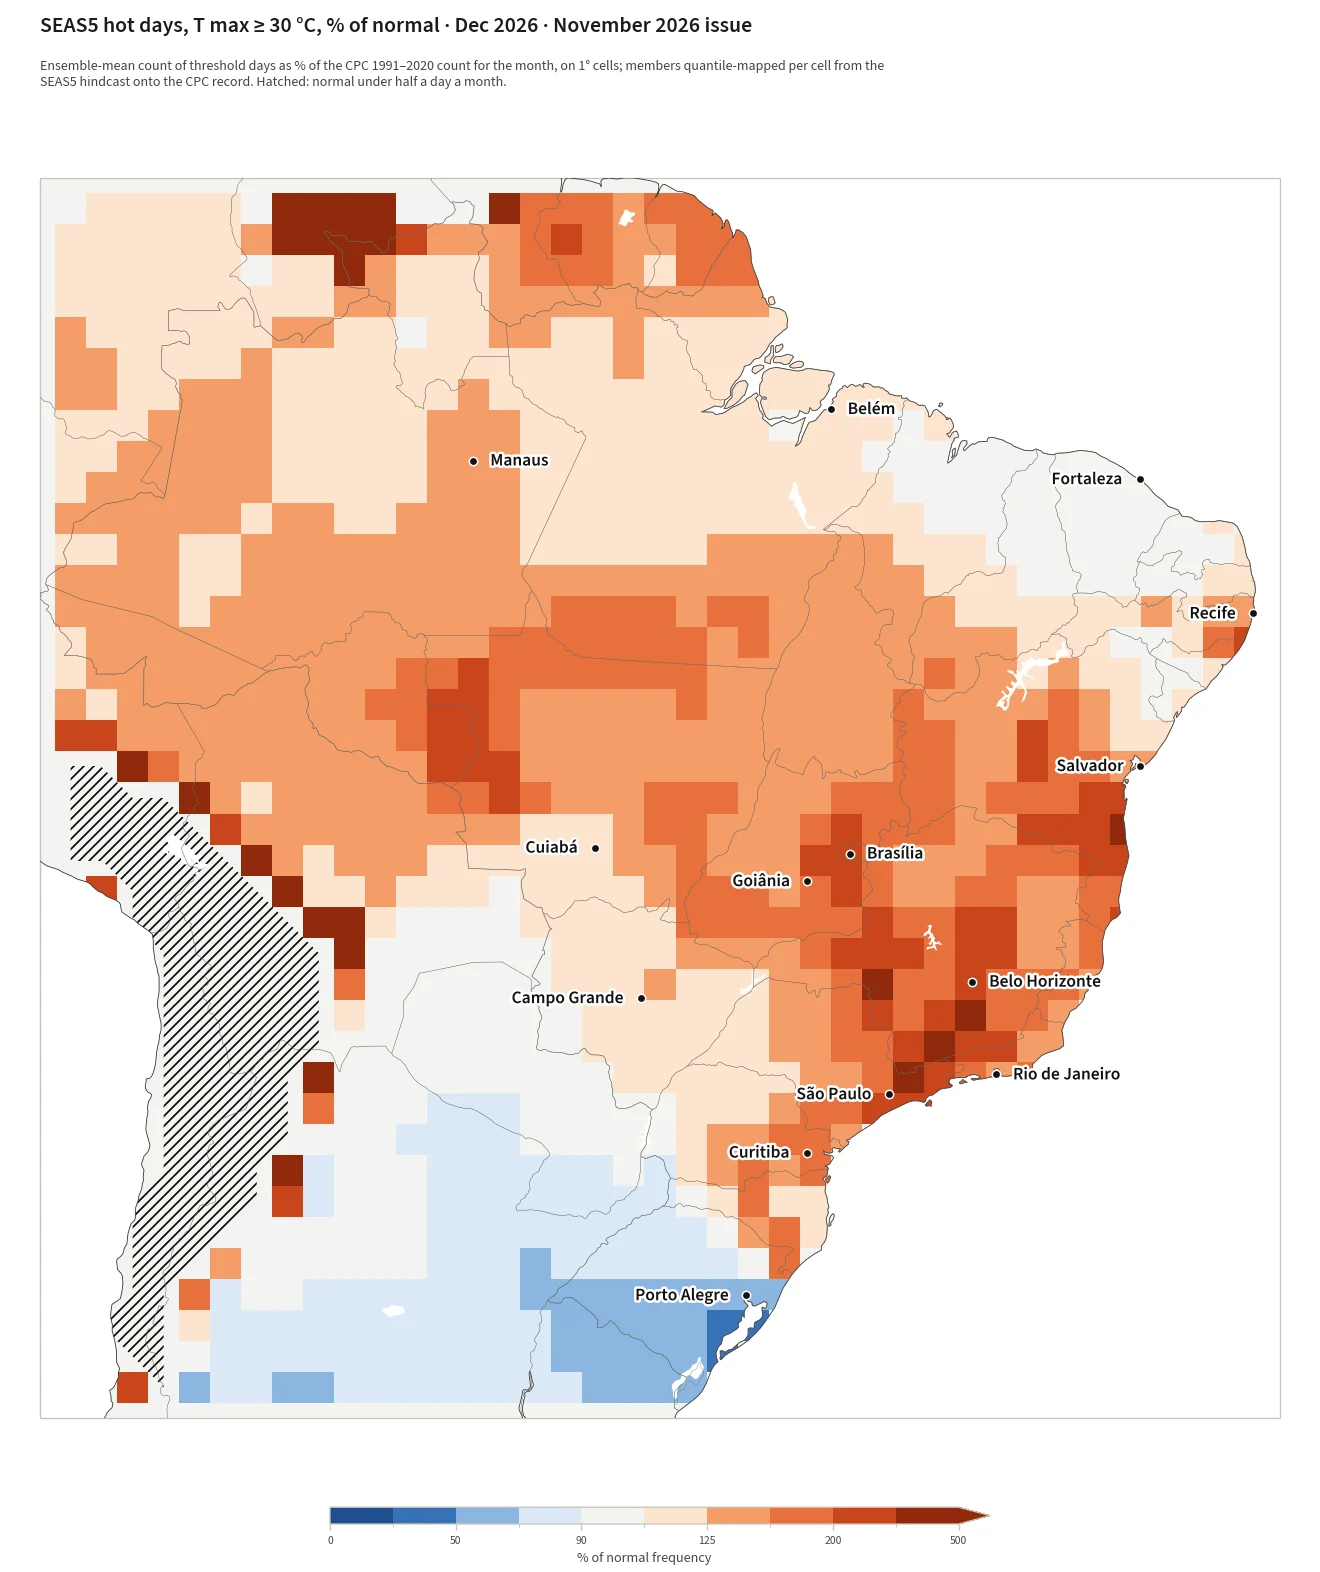 SEAS5 hot days, T max ≥ 30 °C, % of normal · Dec 2026 · November 2026 issue
Ensemble-mean count of threshold days as % of the CPC 1991–2020 count for the month, on 1° cells; members quantile-mapped per cell from the
SEAS5 hindcast onto the CPC record. Hatched: normal under half a day a month.
Belém
Manaus
Fortaleza
Recife
Salvador
Cuiabá
Brasília
Goiânia
Belo Horizonte
Campo Grande
Rio de Janeiro
São Paulo
Curitiba
Porto Alegre
0 50 90 125 200 500
% of normal frequency